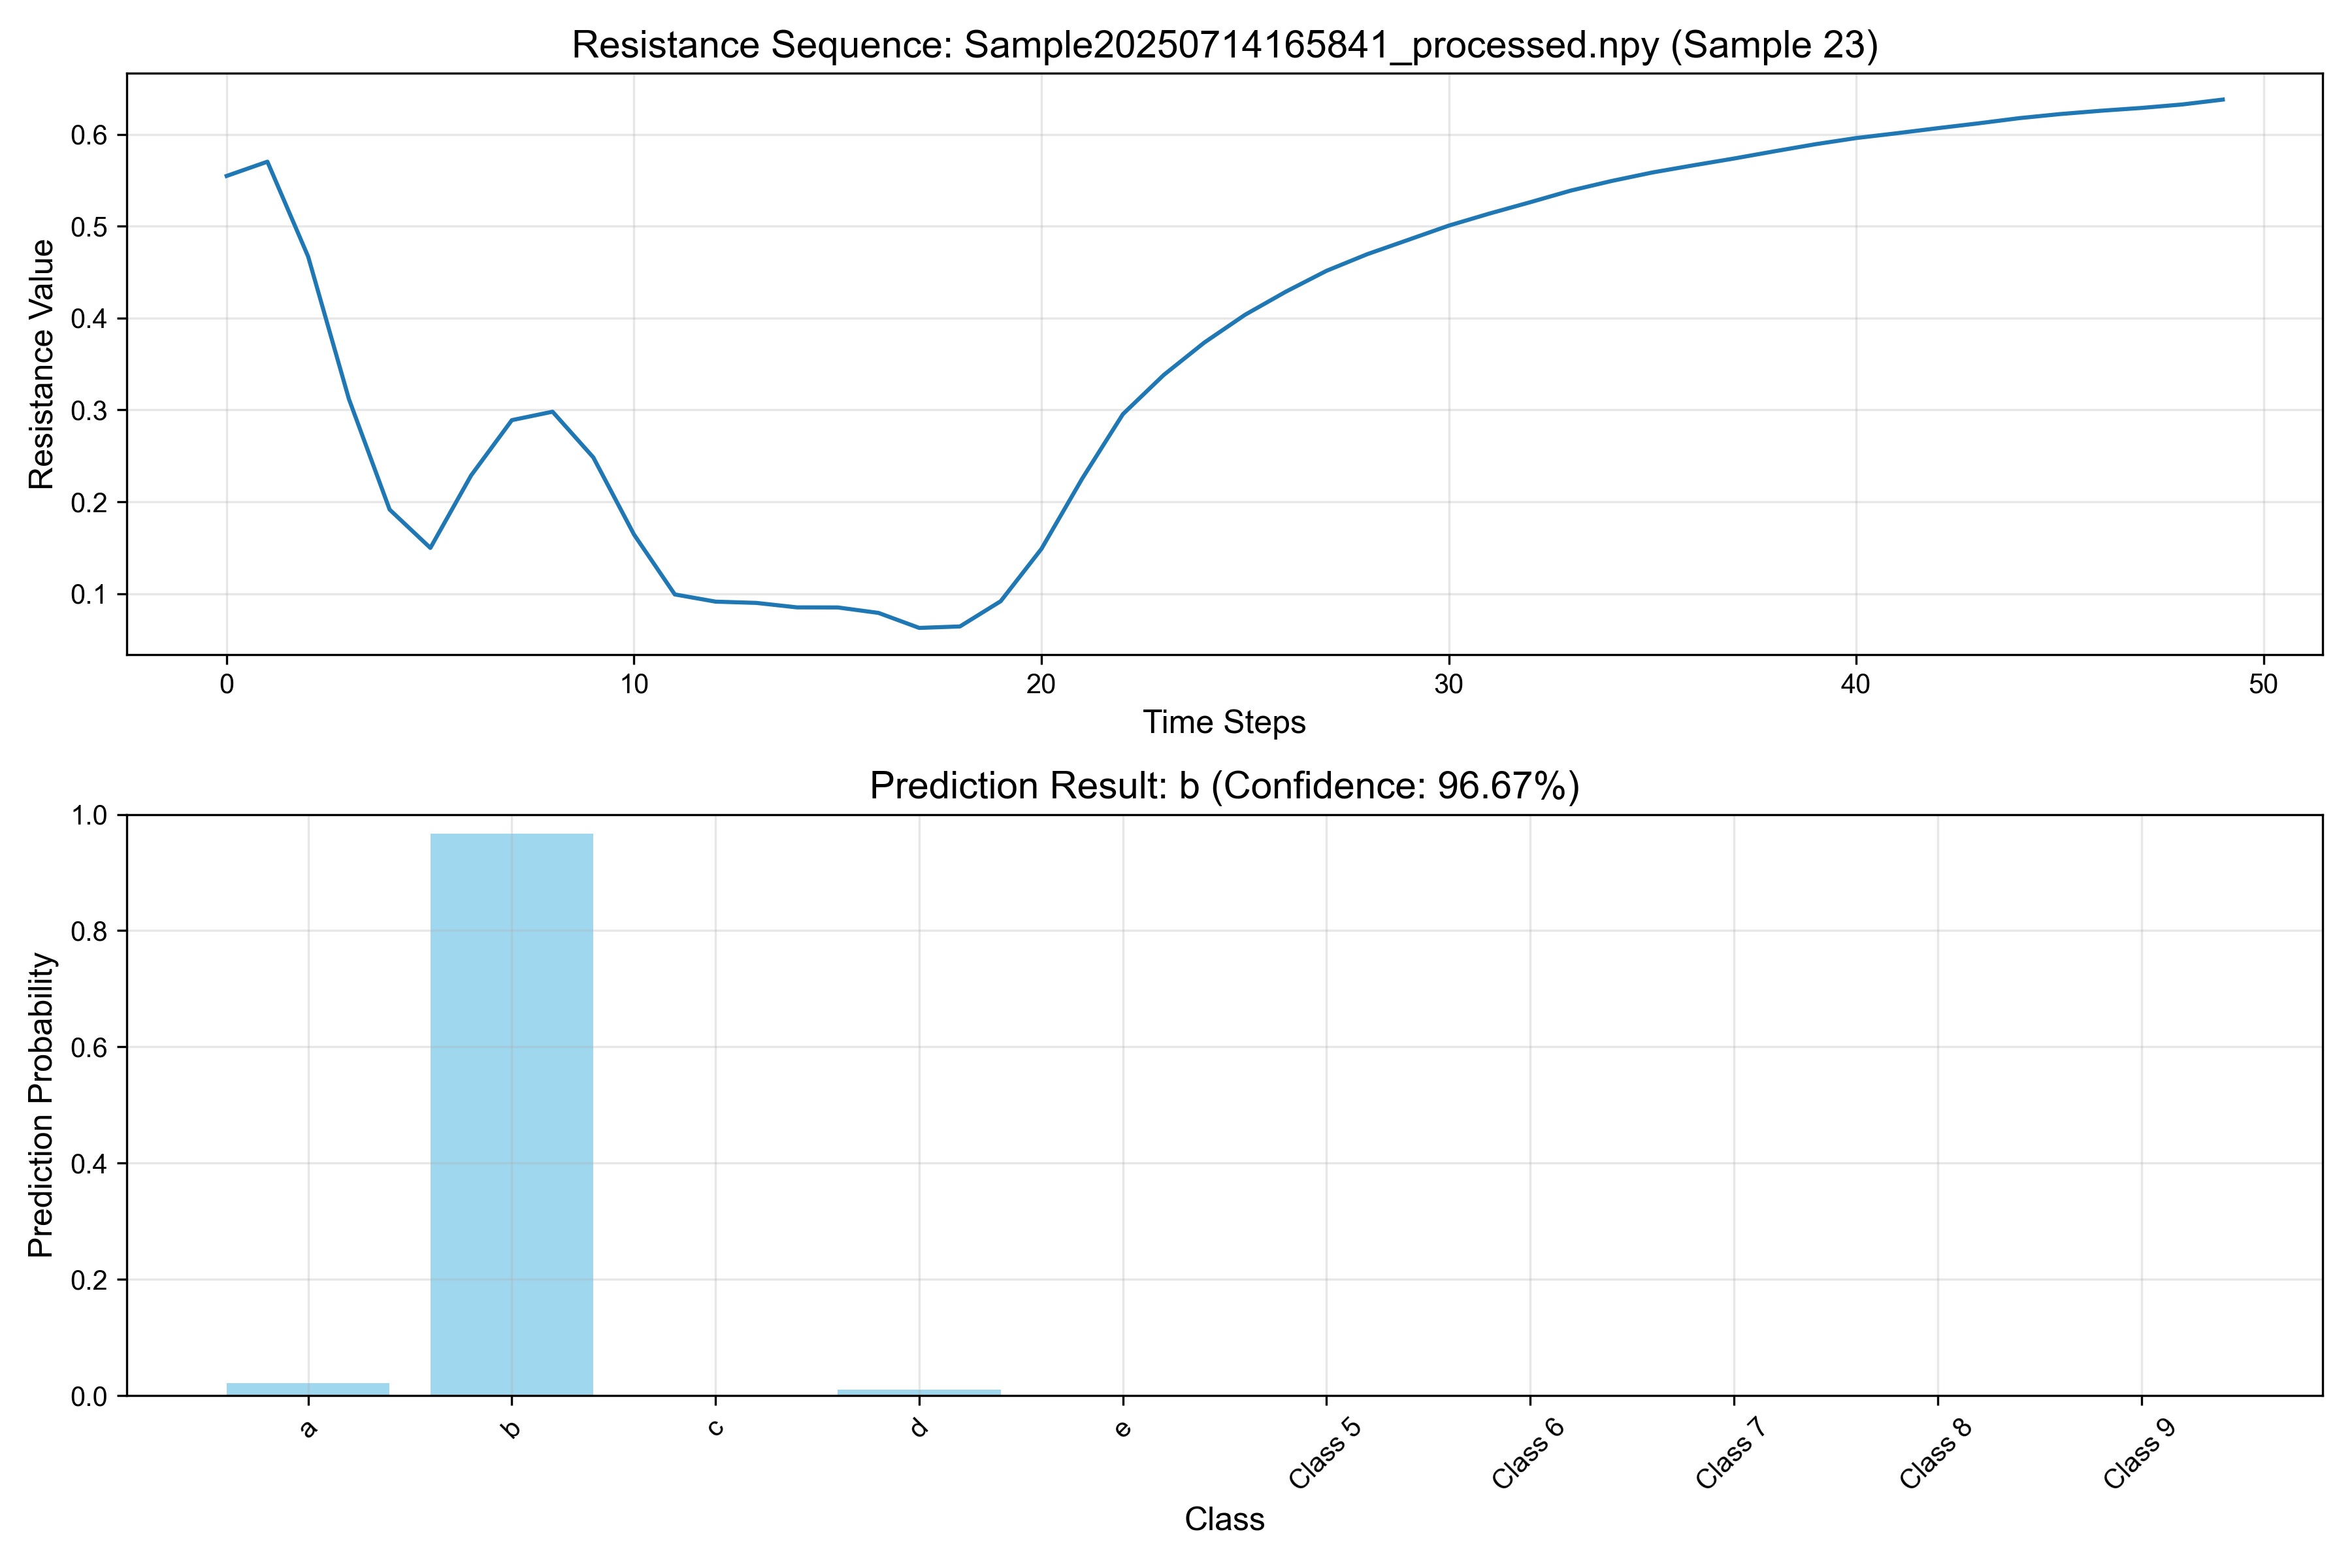 Resistance Sequence: Sample20250714165841_processed.npy (Sample 23)
Resistance Value
0.6
0.5
0.4
0.3
0.2
0.1
0 10 20 30 40 50
Time Steps
Prediction Result: b (Confidence: 96.67%)
Prediction Probability
1.0
0.8
0.6
0.4
0.2
0.0
a b c d e Class 5 Class 6 Class 7 Class 8 Class 9
Class